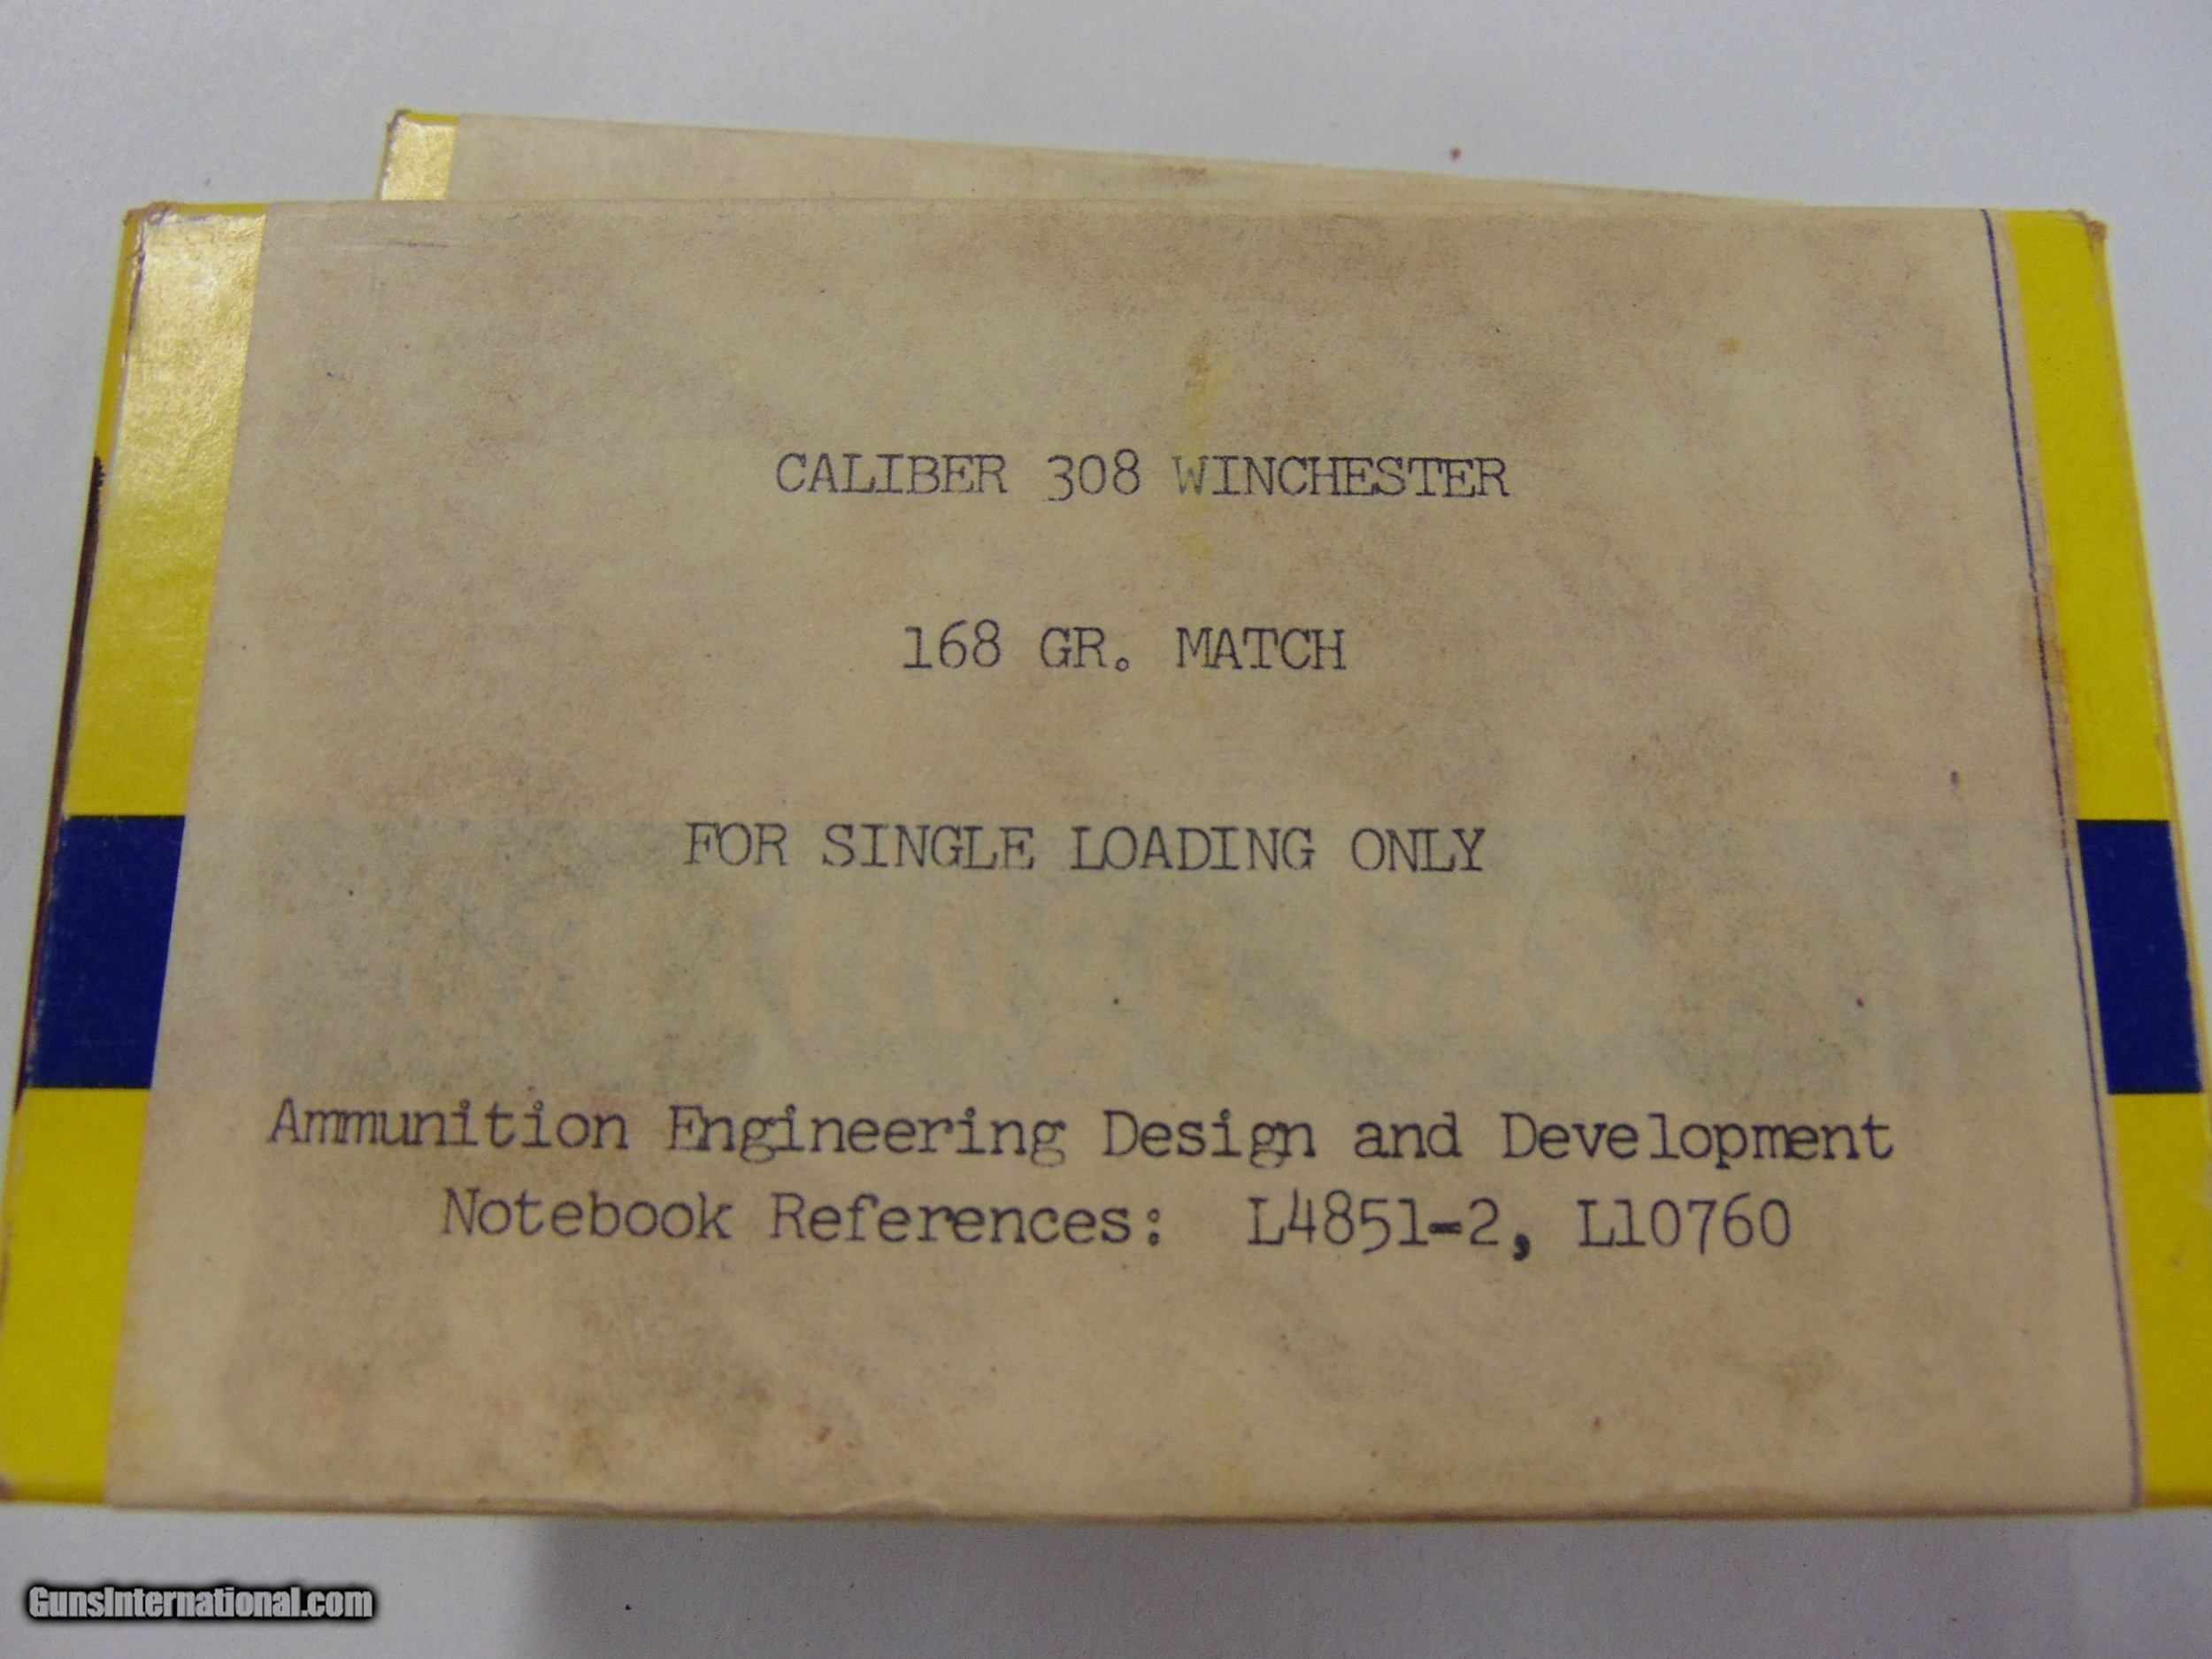 CALIBER 308 WINCHESTER
168 GR. MATCH
FOR SINGLE LOADING ONLY
Ammunition Engineering Design and Development
Notebook References: L4851-2, L10760
GunsInternational.com